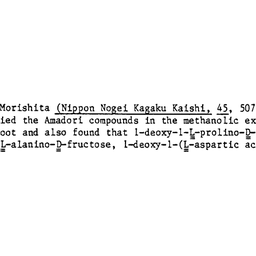 Morishita (Nippon Nogei Kagaku Kaishi, 45, 507
ied the Amadori compounds in the methanolic ex
oot and also found that 1-deoxy-1-L-prolino-D-
L-alanino-D-fructose, 1-deoxy-1-(L-aspartic ac